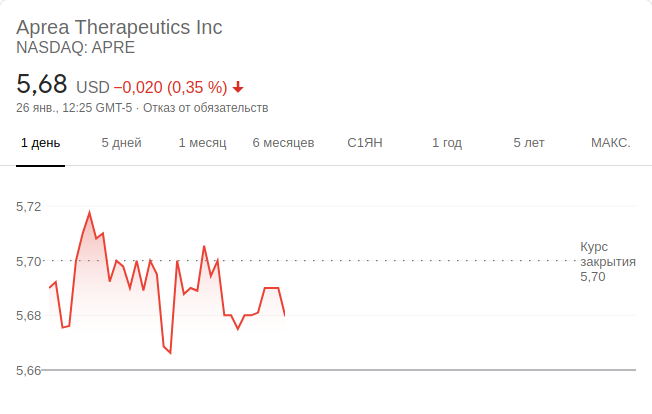 Aprea Therapeutics Inc
NASDAQ: APRE
5,68 USD −0,020 (0,35 %)
26 янв., 12:25 GMT-5 · Отказ от обязательств
1 день 5 дней 1 месяц 6 месяцев С1ЯН 1 год 5 лет МАКС.
5,72
5,70
5,68
5,66
Курс
закрытия
5,70